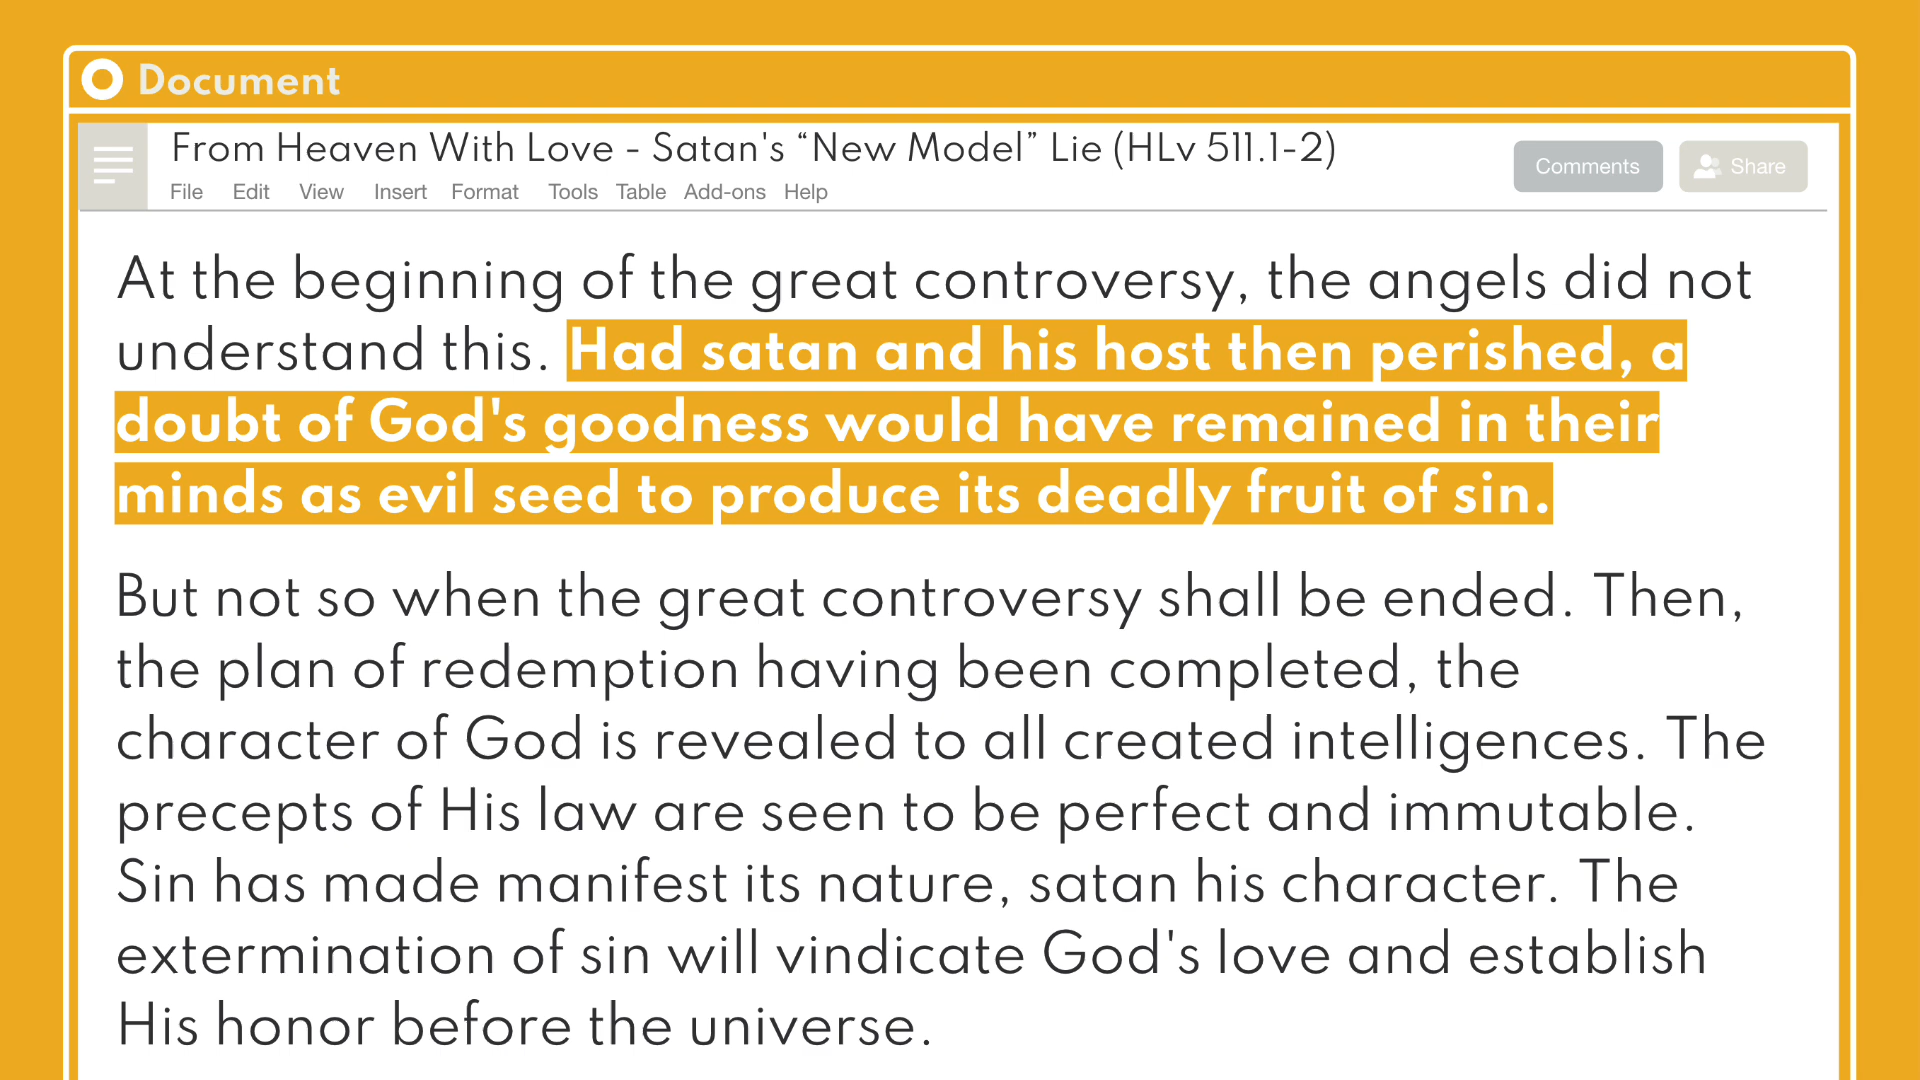 Document
From Heaven With Love - Satan's “New Model” Lie (HLv 511.1-2)
Comments
Share
File Edit View Insert Format Tools Table Add-ons Help
At the beginning of the great controversy, the angels did not
understand this. Had satan and his host then perished, a
doubt of God's goodness would have remained in their
minds as evil seed to produce its deadly fruit of sin.
But not so when the great controversy shall be ended. Then,
the plan of redemption having been completed, the
character of God is revealed to all created intelligences. The
precepts of His law are seen to be perfect and immutable.
Sin has made manifest its nature, satan his character. The
extermination of sin will vindicate God's love and establish
His honor before the universe.